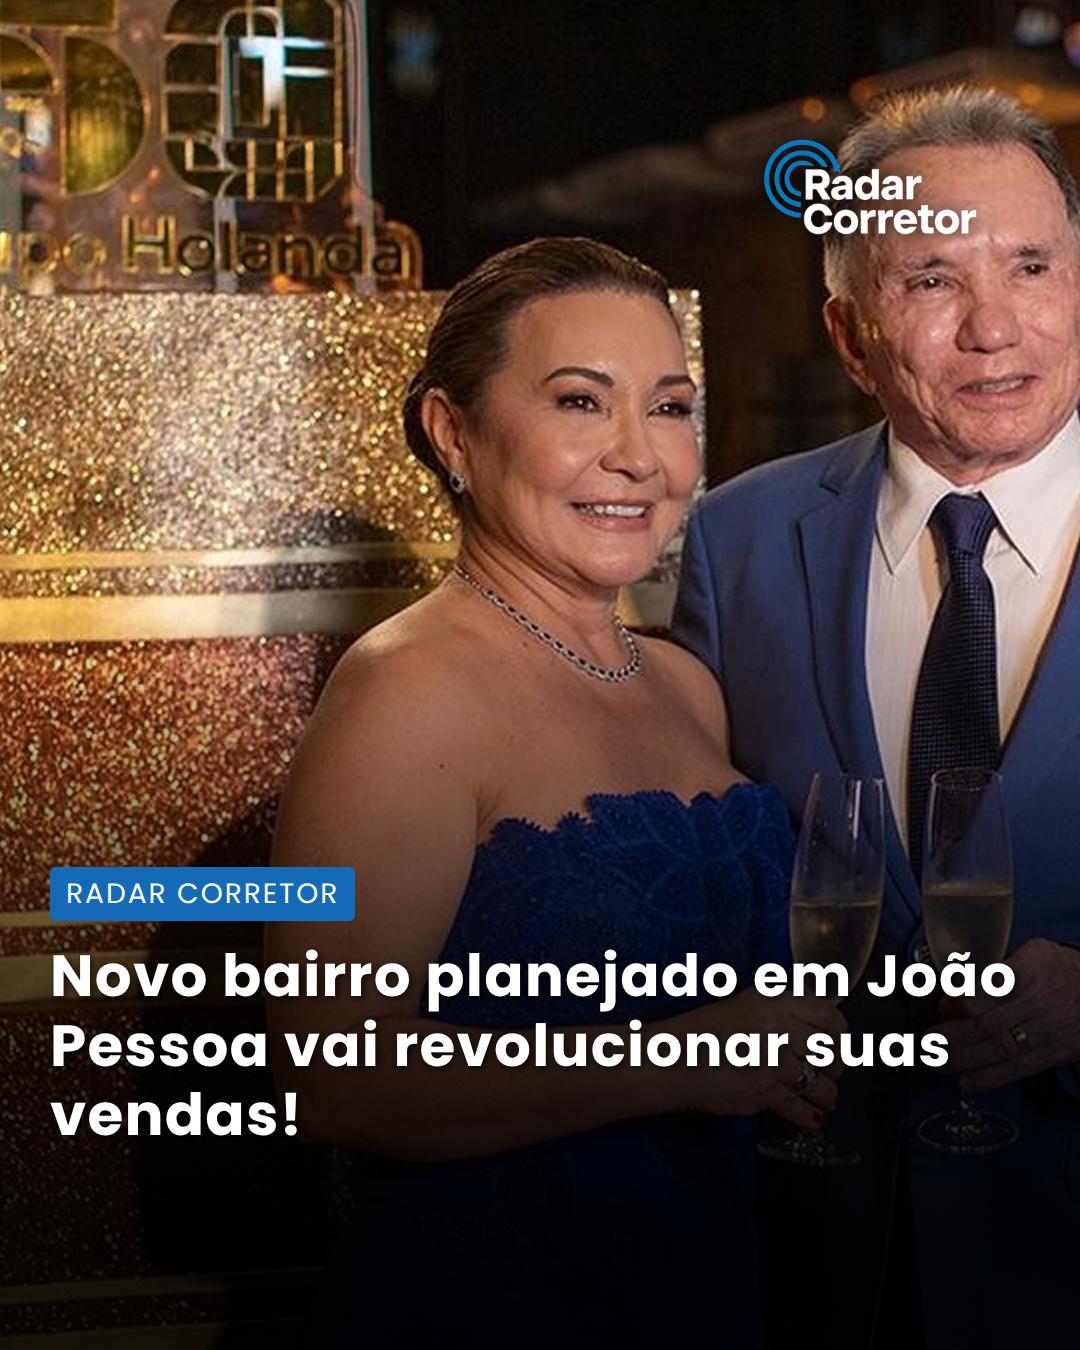 upo Holanda
Radar
Corretor
RADAR CORRETOR
Novo bairro planejado em João
Pessoa vai revolucionar suas
vendas!